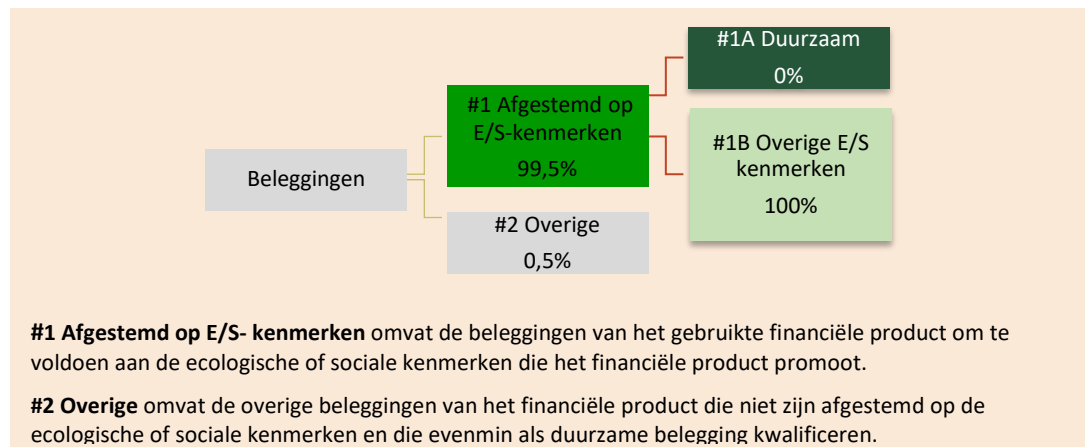 #1A Duurzaam
0%
#1 Afgestemd op
E/S-kenmerken
99,5%
#1B Overige E/S
kenmerken
100%
Beleggingen
#2 Overige
0,5%
#1 Afgestemd op E/S- kenmerken omvat de beleggingen van het gebruikte financiële product om te
voldoen aan de ecologische of sociale kenmerken die het financiële product promoot.
#2 Overige omvat de overige beleggingen van het financiële product die niet zijn afgestemd op de
ecologische of sociale kenmerken en die evenmin als duurzame belegging kwalificeren.